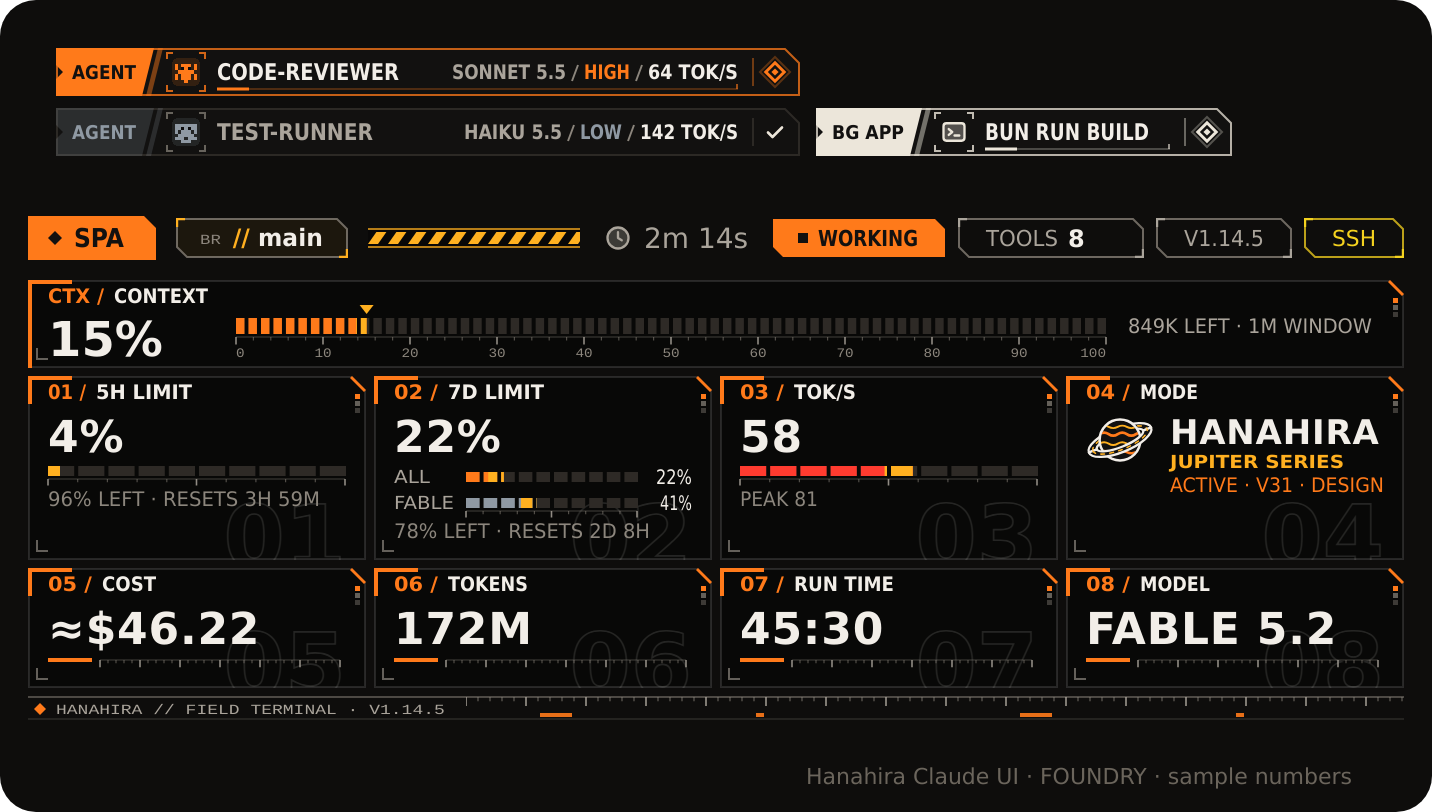 AGENT CODE-REVIEWER SONNET 5.5 / HIGH / 64 TOK/S
AGENT TEST-RUNNER HAIKU 5.5 / LOW / 142 TOK/S
BG APP BUN RUN BUILD
SPA BR // main 2m 14s WORKING TOOLS 8 V1.14.5 SSH
CTX / CONTEXT
15%
0 10 20 30 40 50 60 70 80 90 100
849K LEFT · 1M WINDOW
01 / 5H LIMIT
4%
96% LEFT · RESETS 3H 59M
01
02 / 7D LIMIT
22%
ALL 22%
FABLE 41%
78% LEFT · RESETS 2D 8H
02
03 / TOK/S
58
PEAK 81
03
04 / MODE
HANAHIRA
JUPITER SERIES
ACTIVE · V31 · DESIGN
04
05 / COST
≈$46.22
05
06 / TOKENS
172M
06
07 / RUN TIME
45:30
07
08 / MODEL
FABLE 5.2
08
HANAHIRA // FIELD TERMINAL · V1.14.5
Hanahira Claude UI · FOUNDRY · sample numbers